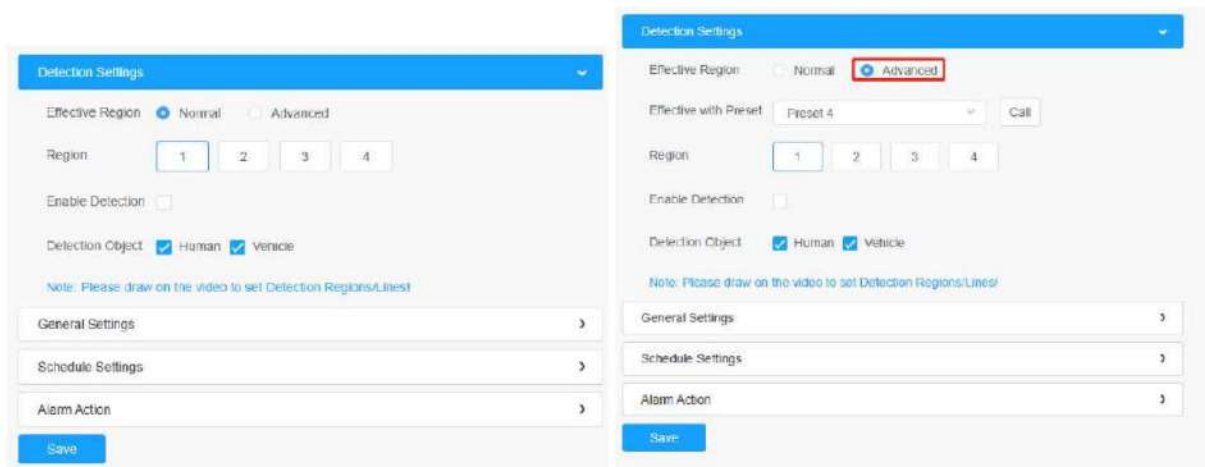 Detection Settings
Effective Region Normal Advanced
Region 1 2 3 4
Enable Detection
Detection Object Human Vehicle
Note: Please draw on the video to set Detection Regions/Lines!
General Settings
Schedule Settings
Alarm Action
Save
Detection Settings
Effective Region Normal Advanced
Effective with Preset Preset 4 Call
Region 1 2 3 4
Enable Detection
Detection Object Human Vehicle
Note: Please draw on the video to set Detection Regions/Lines!
General Settings
Schedule Settings
Alarm Action
Save